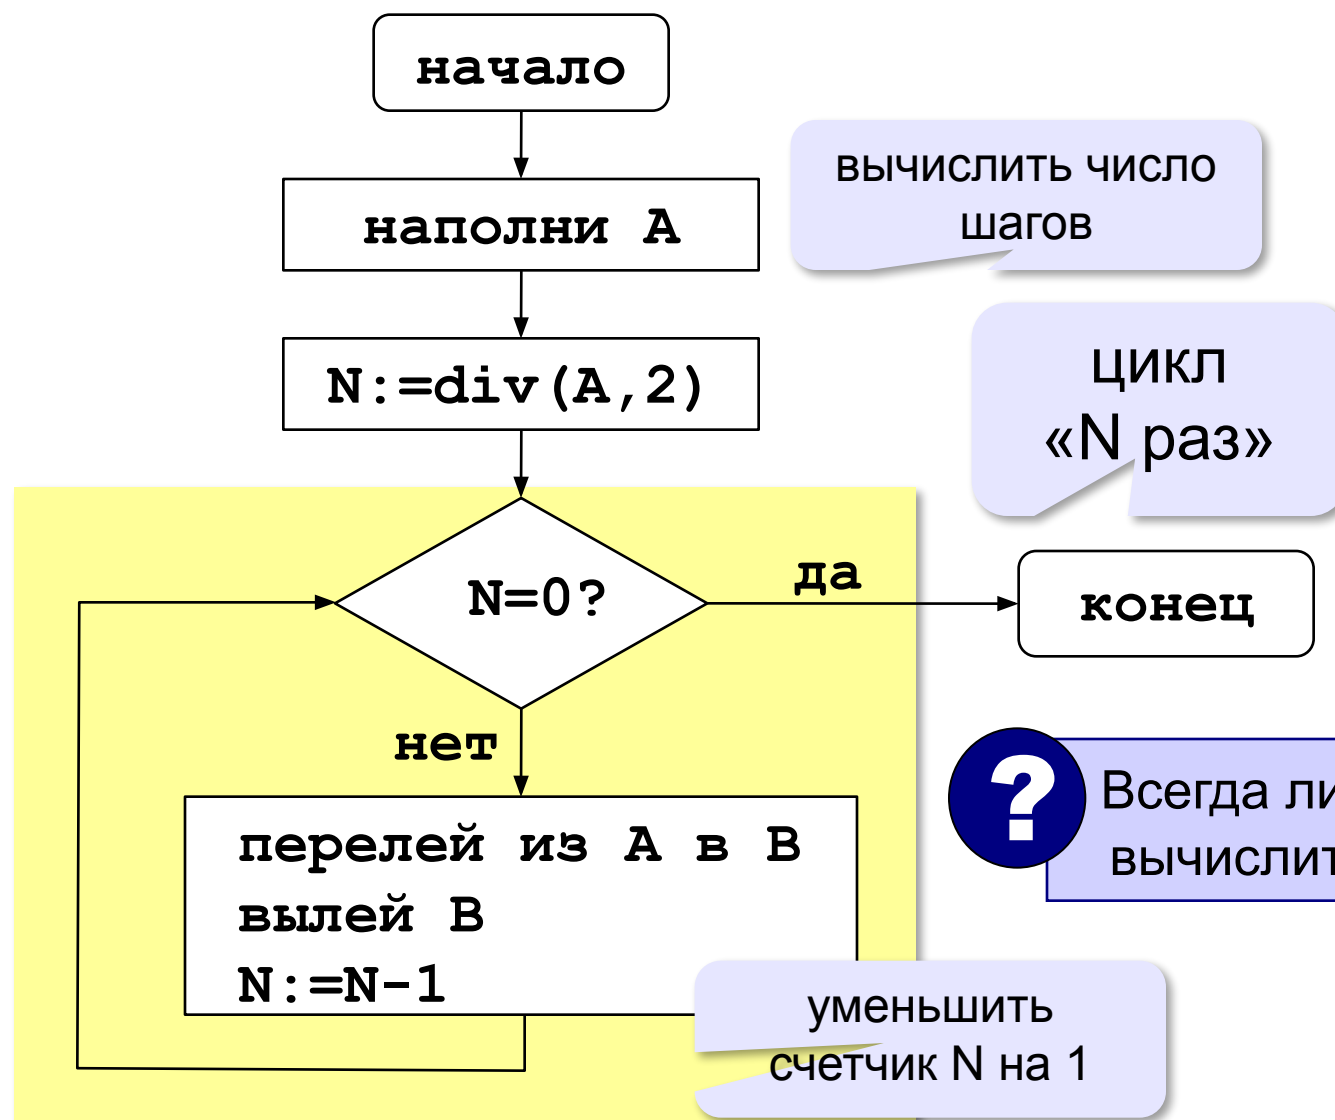 начало
вычислить число
шагов
наполни A
N:=div(A,2)
цикл
«N раз»
N=0?
да
конец
нет
?
Всегда ли
перелей из A в B
вылей B
N:=N-1
уменьшить
счетчик N на 1